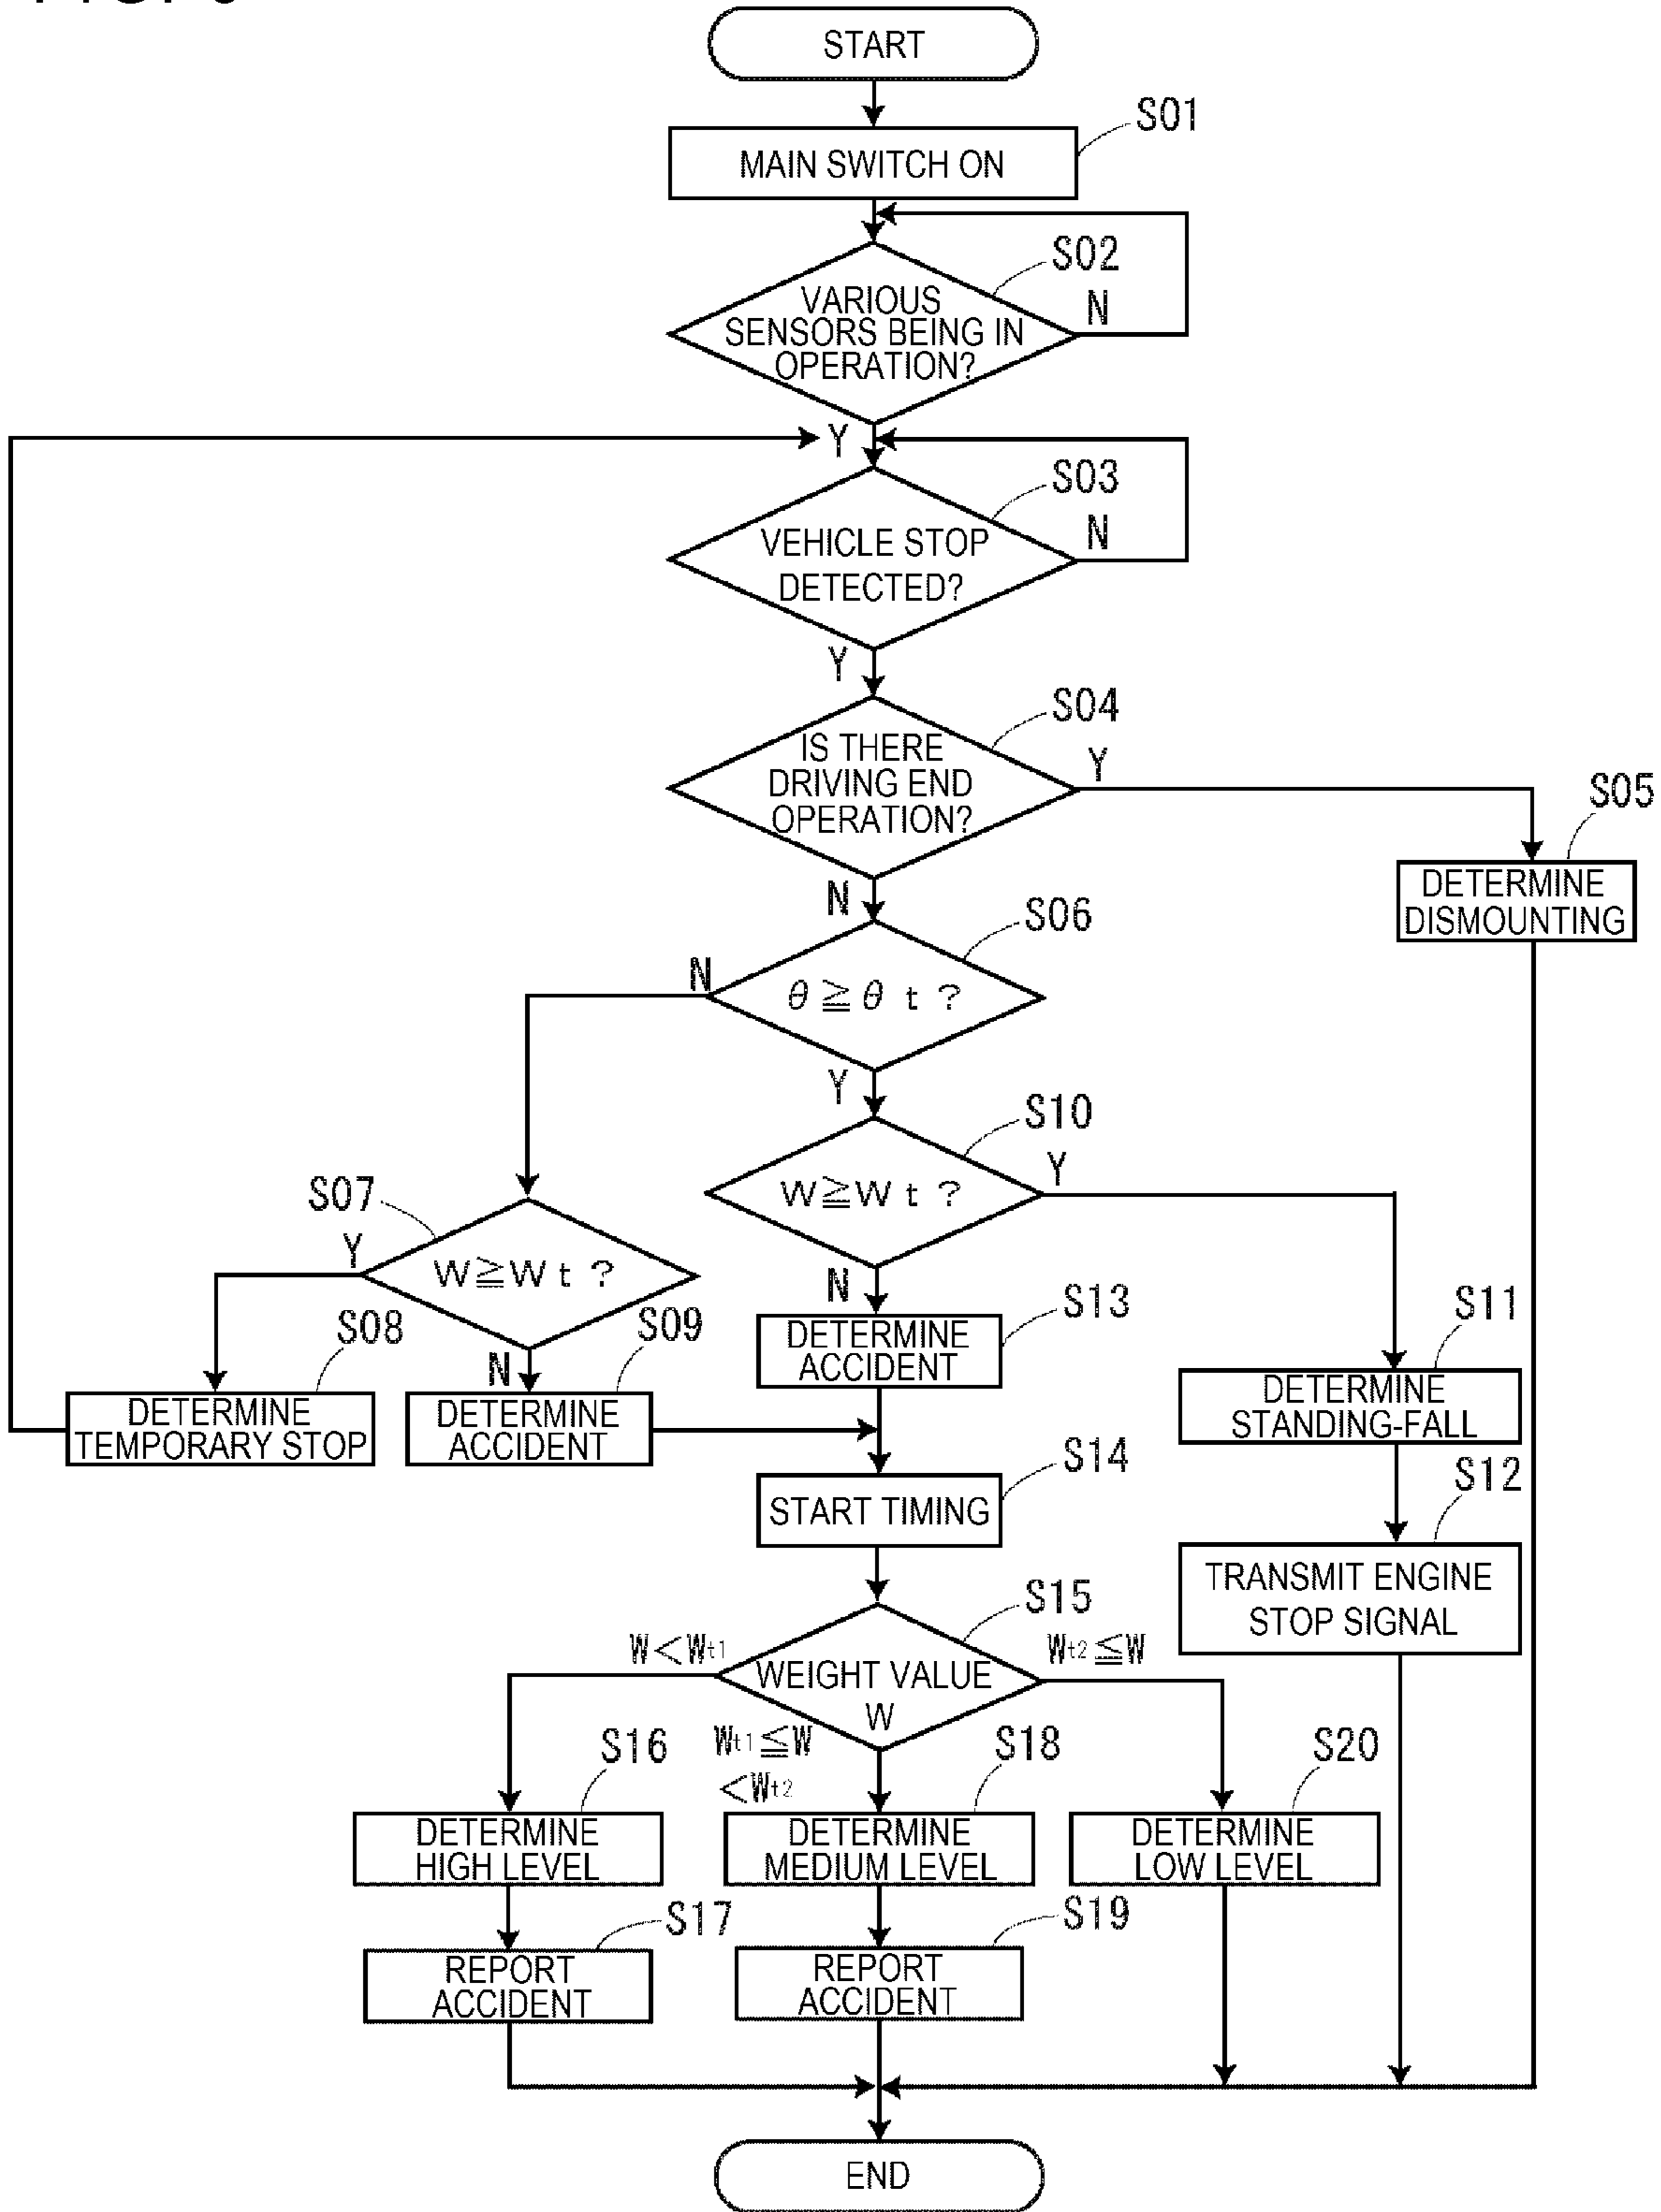 START
S01
MAIN SWITCH ON
S02
VARIOUS
SENSORS BEING IN
OPERATION?
N
Y
S03
VEHICLE STOP
DETECTED?
N
Y
S04
IS THERE
DRIVING END
OPERATION?
Y
S05
DETERMINE
DISMOUNTING
N
S06
N
θ ≧ θ t ?
Y
S10
W≧W t ?
Y
S07
Y
W≧W t ?
N
S13
DETERMINE
ACCIDENT
S11
DETERMINE
STANDING-FALL
S08
DETERMINE
TEMPORARY STOP
N
S09
DETERMINE
ACCIDENT
S14
START TIMING
S12
TRANSMIT ENGINE
STOP SIGNAL
S15
WEIGHT VALUE
W
W<Wt1
Wt2≦W
Wt1≦W
<Wt2
S16
DETERMINE
HIGH LEVEL
S18
DETERMINE
MEDIUM LEVEL
S20
DETERMINE
LOW LEVEL
S17
REPORT
ACCIDENT
S19
REPORT
ACCIDENT
END